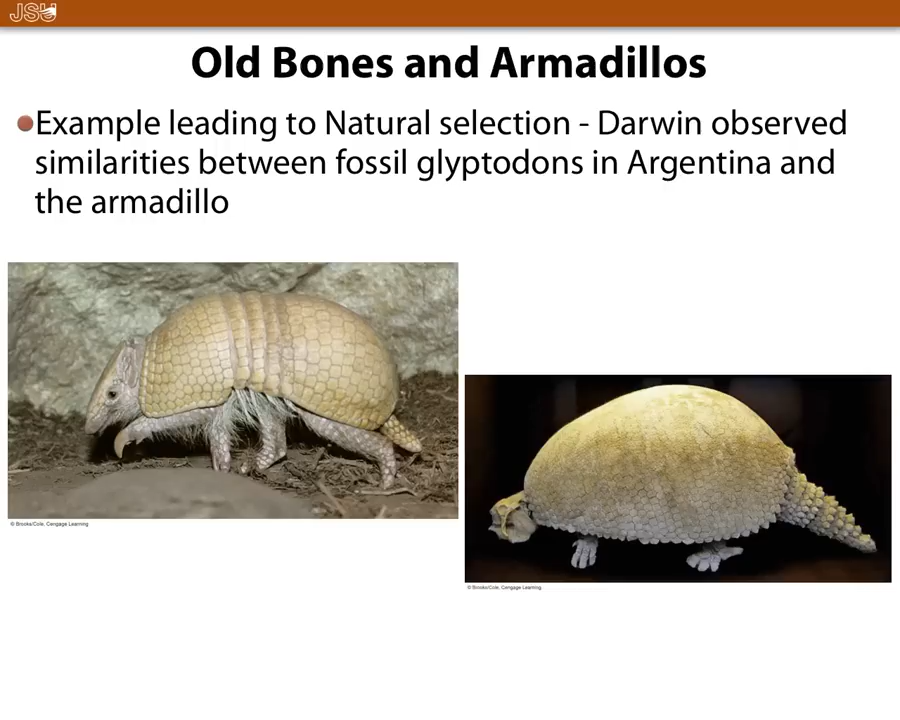 JSU
Old Bones and Armadillos
Example leading to Natural selection - Darwin observed
similarities between fossil glyptodons in Argentina and
the armadillo
© Brooks/Cole, Cengage Learning
© Brooks/Cole, Cengage Learning